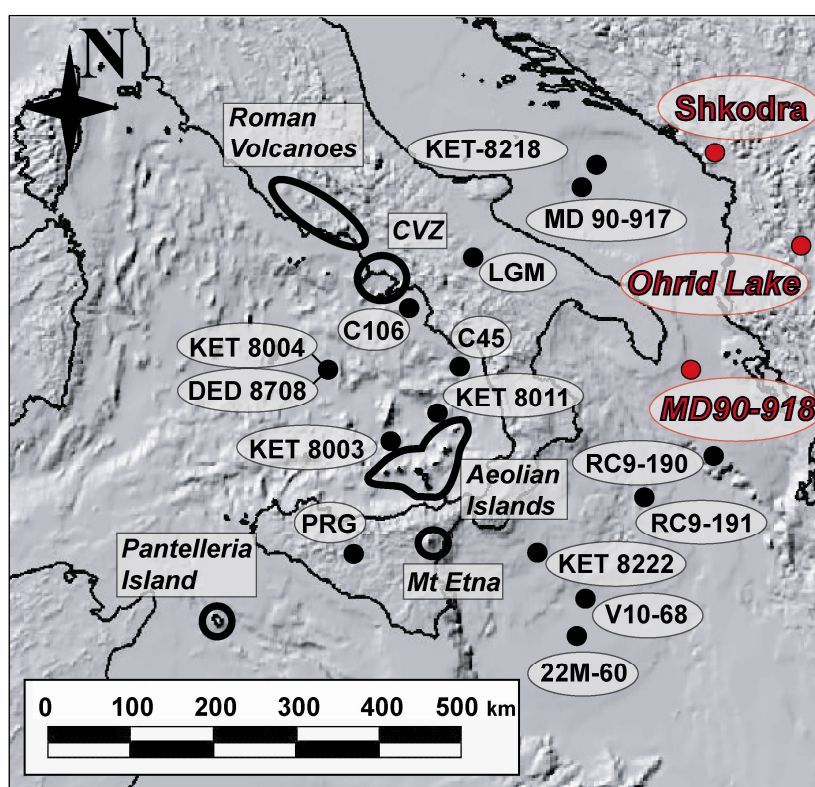 N
Shkodra
Roman
Volcanoes
KET-8218
MD 90-917
CVZ
LGM
Ohrid Lake
C106
C45
KET 8004
DED 8708
KET 8011
MD90-918
KET 8003
RC9-190
Aeolian
Islands
RC9-191
PRG
Pantelleria
Island
Mt Etna
KET 8222
V10-68
22M-60
0 100 200 300 400 500 km